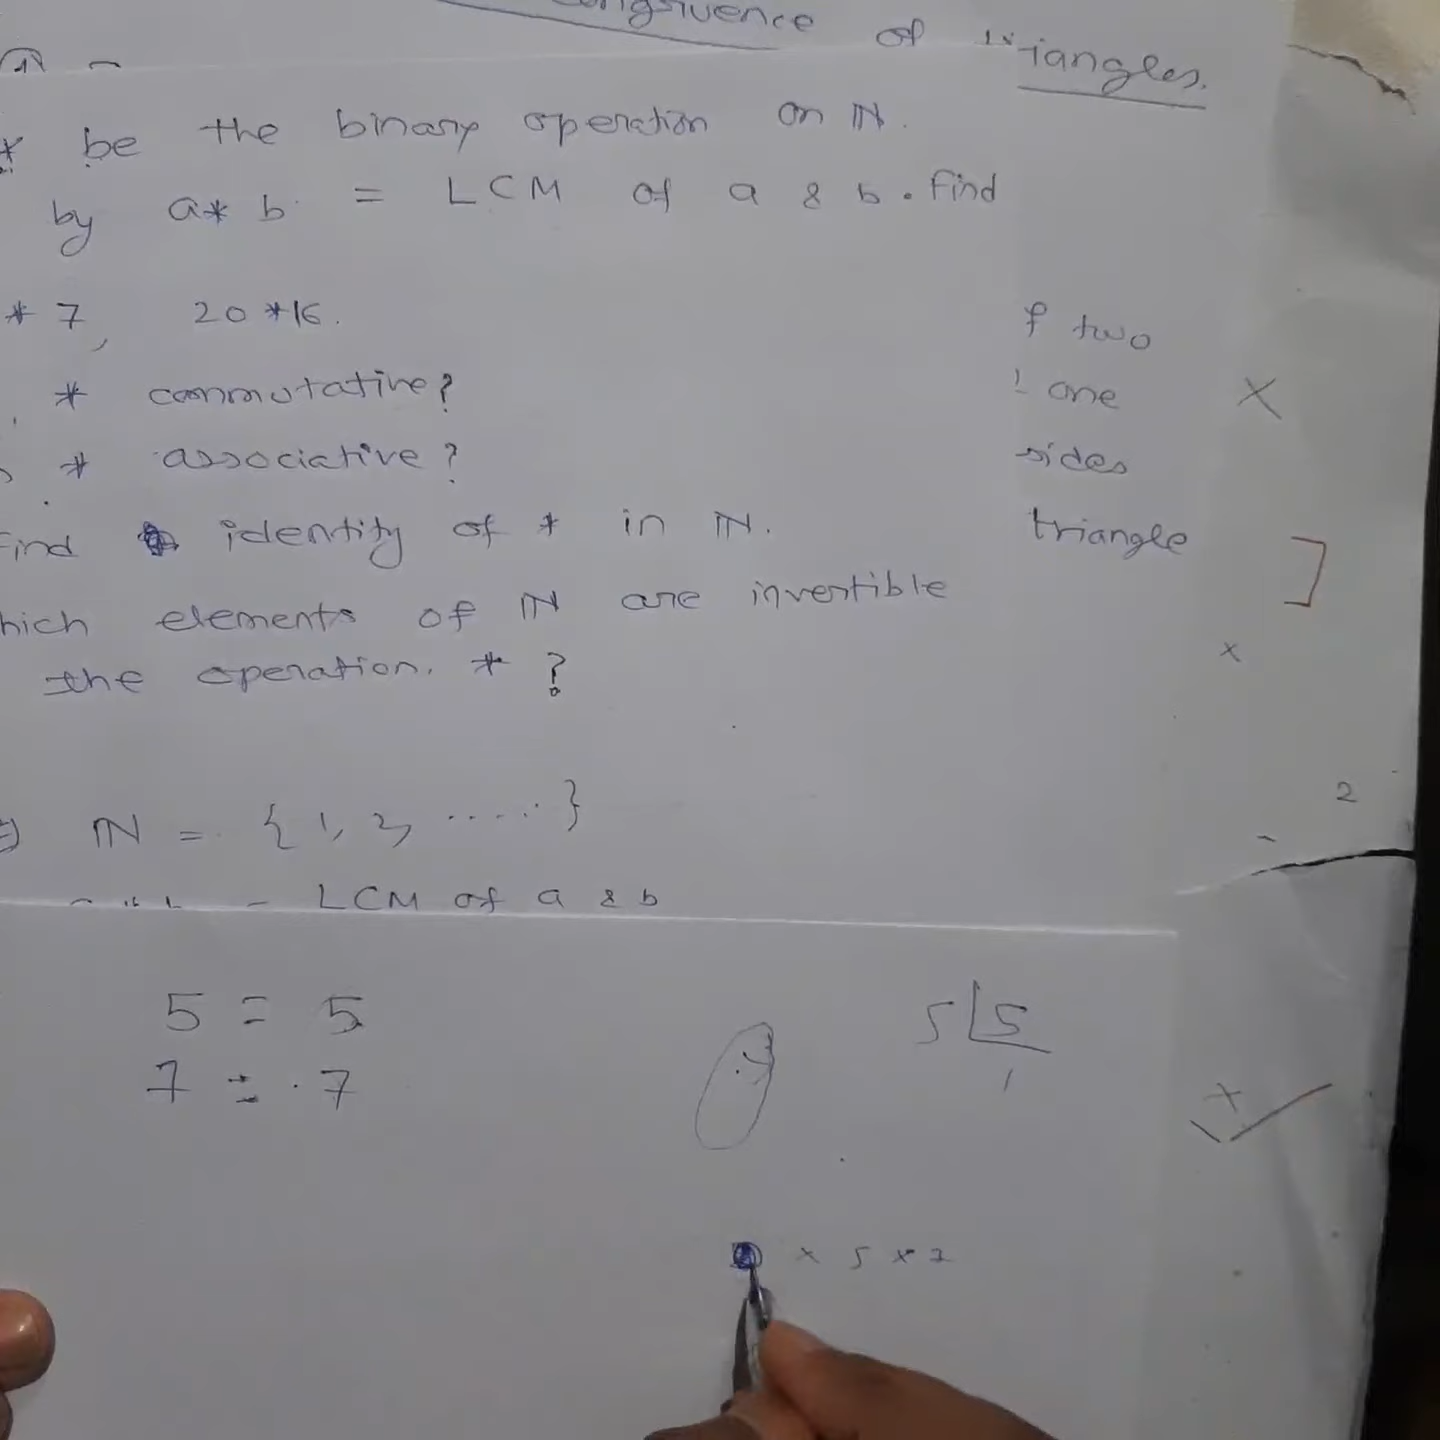 of triangles.
* be the binary operation on ℕ.
by a * b = LCM of a & b. Find
* 7, 20 * 16.
* commutative?
* associative?
Find identity of * in ℕ.
hich elements of ℕ are invertible
the operation. * ?
f two
one
sides
triangle
2
ℕ = {1, 2, .....}
= LCM of a & b
5 = 5
7 = 7
5 5
1
x 5 x 7